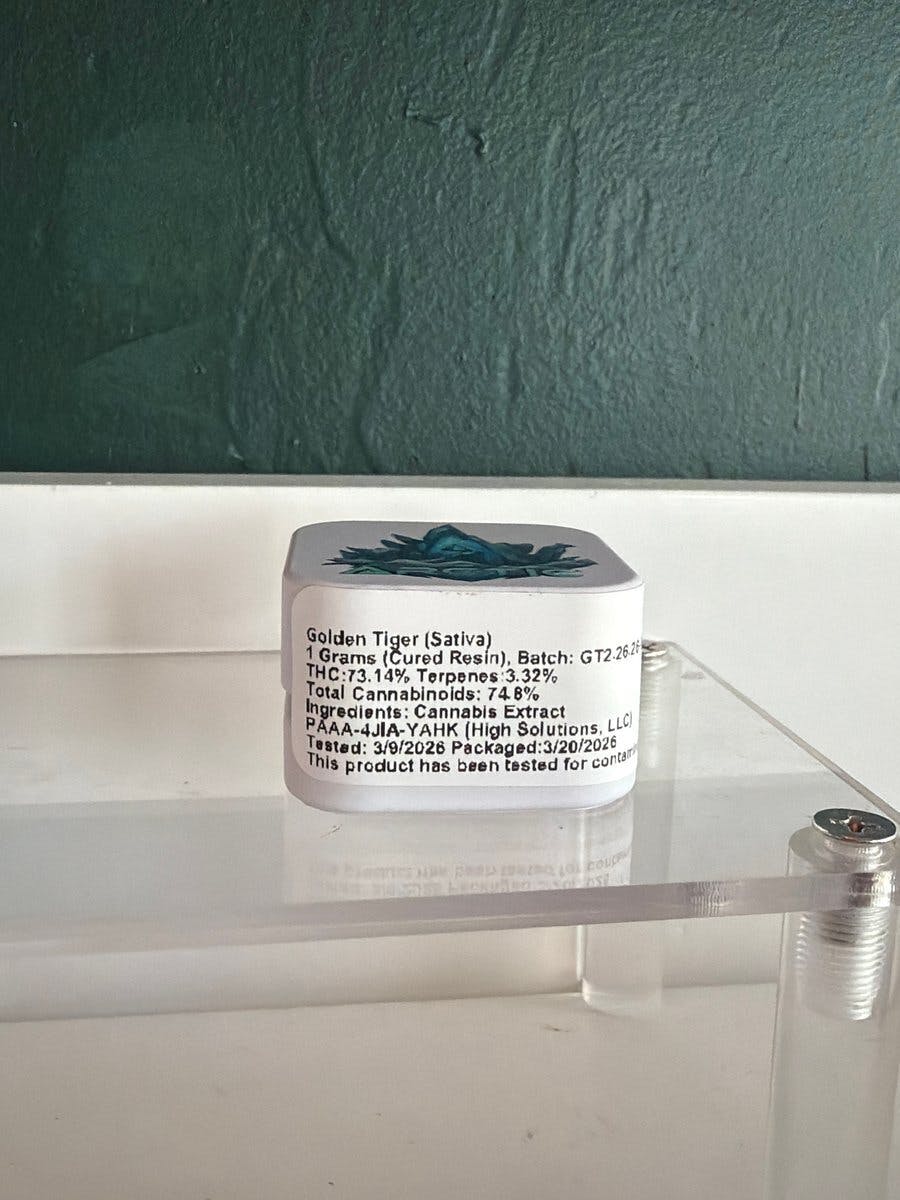 Golden Tiger (Sativa)
1 Grams (Cured Resin), Batch: GT2.26.26
THC:73.14% Terpenes:3.32%
Total Cannabinoids: 74.8%
Ingredients: Cannabis Extract
PAAA-4JIA-YAHK (High Solutions, LLC)
Tested: 3/9/2026 Packaged:3/20/2026
This product has been tested for